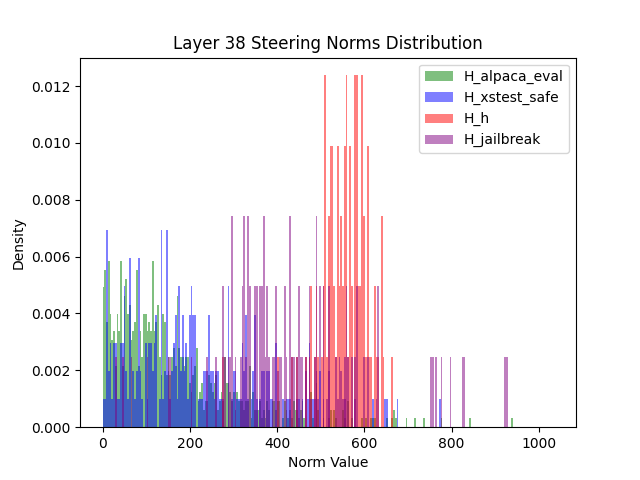 Layer 38 Steering Norms Distribution
H_alpaca_eval
H_xstest_safe
H_h
H_jailbreak
Density
0.012
0.010
0.008
0.006
0.004
0.002
0.000
0 200 400 600 800 1000
Norm Value